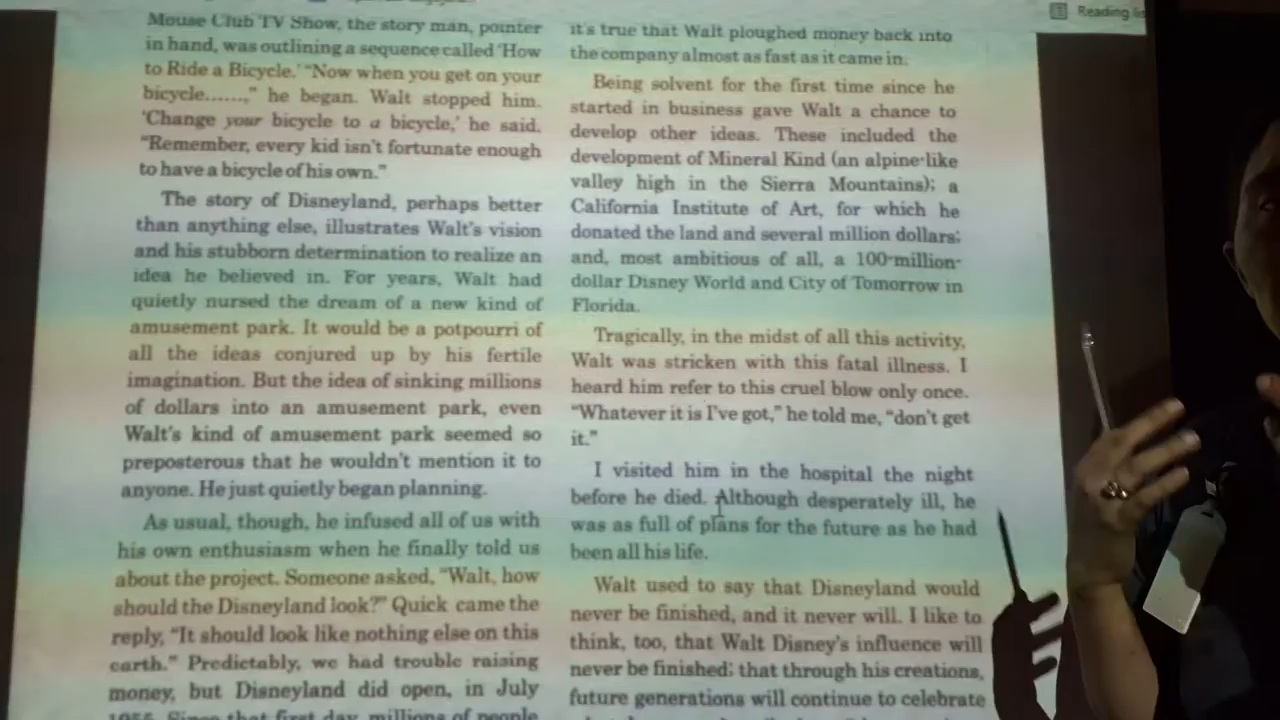 Reading
Mouse Club TV Show, the story man, pointer
in hand, was outlining a sequence called 'How
to Ride a Bicycle.' "Now when you get on your
bicycle......," he began. Walt stopped him.
'Change your bicycle to a bicycle,' he said.
"Remember, every kid isn't fortunate enough
to have a bicycle of his own."
The story of Disneyland, perhaps better
than anything else, illustrates Walt's vision
and his stubborn determination to realize an
idea he believed in. For years, Walt had
quietly nursed the dream of a new kind of
amusement park. It would be a potpourri of
all the ideas conjured up by his fertile
imagination. But the idea of sinking millions
of dollars into an amusement park, even
Walt's kind of amusement park seemed so
preposterous that he wouldn't mention it to
anyone. He just quietly began planning.
As usual, though, he infused all of us with
his own enthusiasm when he finally told us
about the project. Someone asked, "Walt, how
should the Disneyland look?" Quick came the
reply, "It should look like nothing else on this
earth." Predictably, we had trouble raising
money, but Disneyland did open, in July
1955. Since that first day, millions of people
it's true that Walt ploughed money back into
the company almost as fast as it came in.
Being solvent for the first time since he
started in business gave Walt a chance to
develop other ideas. These included the
development of Mineral Kind (an alpine-like
valley high in the Sierra Mountains); a
California Institute of Art, for which he
donated the land and several million dollars;
and, most ambitious of all, a 100-million-
dollar Disney World and City of Tomorrow in
Florida.
Tragically, in the midst of all this activity,
Walt was stricken with this fatal illness. I
heard him refer to this cruel blow only once.
"Whatever it is I've got," he told me, "don't get
it."
I visited him in the hospital the night
before he died. Although desperately ill, he
was as full of plans for the future as he had
been all his life.
Walt used to say that Disneyland would
never be finished, and it never will. I like to
think, too, that Walt Disney's influence will
never be finished; that through his creations,
future generations will continue to celebrate